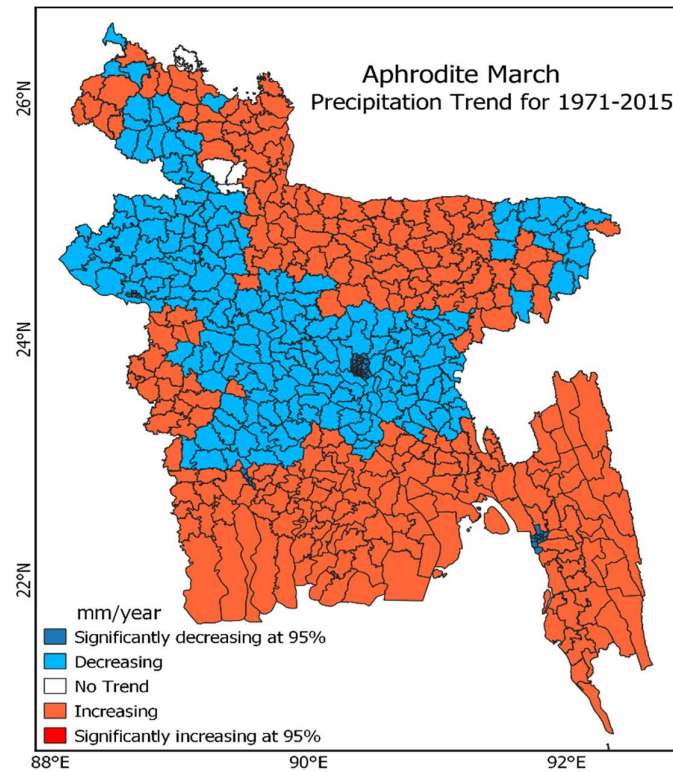 Aphrodite March
Precipitation Trend for 1971-2015
26°N
24°N
22°N
mm/year
Significantly decreasing at 95%
Decreasing
No Trend
Increasing
Significantly increasing at 95%
88°E
90°E
92°E